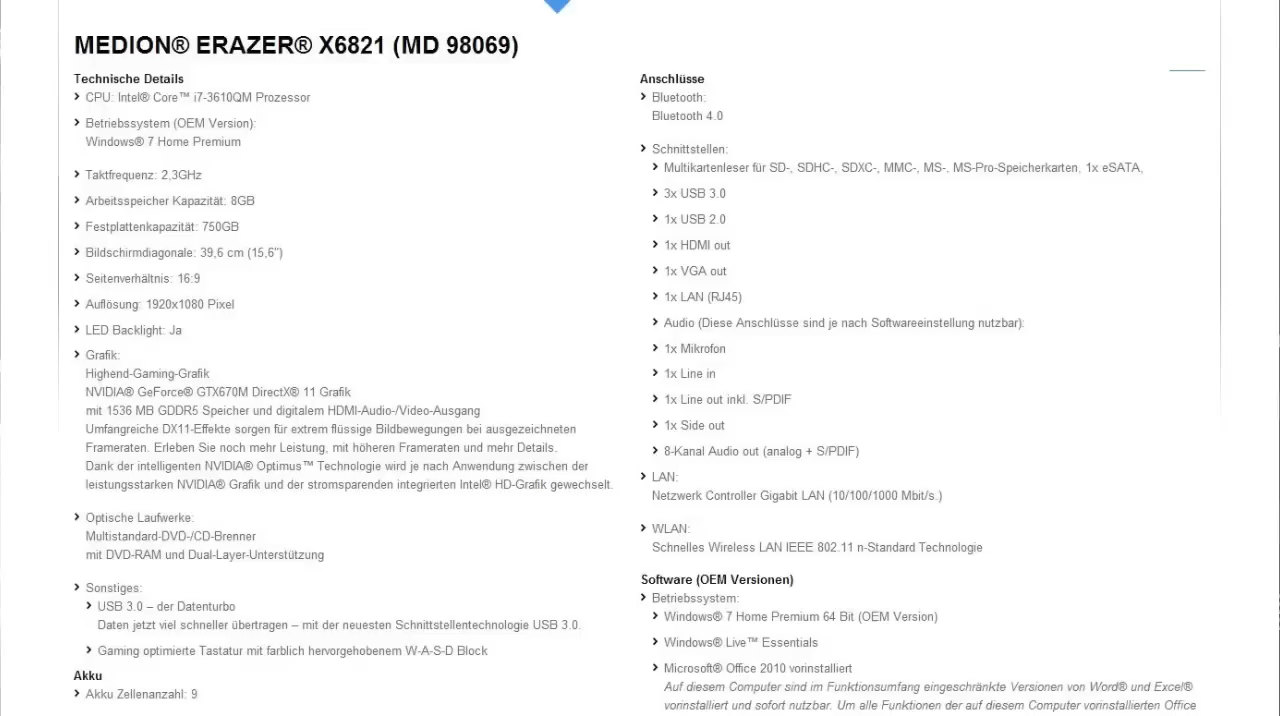 MEDION® ERAZER® X6821 (MD 98069)
Technische Details
CPU: Intel® Core™ i7-3610QM Prozessor
Betriebssystem (OEM Version):
Windows® 7 Home Premium
Taktfrequenz: 2,3GHz
Arbeitsspeicher Kapazität: 8GB
Festplattenkapazität: 750GB
Bildschirmdiagonale: 39,6 cm (15,6")
Seitenverhältnis: 16:9
Auflösung: 1920x1080 Pixel
LED Backlight: Ja
Grafik:
Highend-Gaming-Grafik
NVIDIA® GeForce® GTX670M DirectX® 11 Grafik
mit 1536 MB GDDR5 Speicher und digitalem HDMI-Audio-/Video-Ausgang
Umfangreiche DX11-Effekte sorgen für extrem flüssige Bildbewegungen bei ausgezeichneten
Frameraten. Erleben Sie noch mehr Leistung, mit höheren Frameraten und mehr Details.
Dank der intelligenten NVIDIA® Optimus™ Technologie wird je nach Anwendung zwischen der
leistungsstarken NVIDIA® Grafik und der stromsparenden integrierten Intel® HD-Grafik gewechselt.
Optische Laufwerke:
Multistandard-DVD-/CD-Brenner
mit DVD-RAM und Dual-Layer-Unterstützung
Sonstiges:
USB 3.0 – der Datenturbo
Daten jetzt viel schneller übertragen – mit der neuesten Schnittstellentechnologie USB 3.0.
Gaming optimierte Tastatur mit farblich hervorgehobenem W-A-S-D Block
Akku
Akku Zellenanzahl: 9
Anschlüsse
Bluetooth:
Bluetooth 4.0
Schnittstellen:
Multikartenleser für SD-, SDHC-, SDXC-, MMC-, MS-. MS-Pro-Speicherkarten, 1x eSATA,
3x USB 3.0
1x USB 2.0
1x HDMI out
1x VGA out
1x LAN (RJ45)
Audio (Diese Anschlüsse sind je nach Softwareeinstellung nutzbar):
1x Mikrofon
1x Line in
1x Line out inkl. S/PDIF
1x Side out
8-Kanal Audio out (analog + S/PDIF)
LAN:
Netzwerk Controller Gigabit LAN (10/100/1000 Mbit/s.)
WLAN:
Schnelles Wireless LAN IEEE 802.11 n-Standard Technologie
Software (OEM Versionen)
Betriebssystem:
Windows® 7 Home Premium 64 Bit (OEM Version)
Windows® Live™ Essentials
Microsoft® Office 2010 vorinstalliert
Auf diesem Computer sind im Funktionsumfang eingeschränkte Versionen von Word® und Excel®
vorinstalliert und sofort nutzbar. Um alle Funktionen der auf diesem Computer vorinstallierten Office